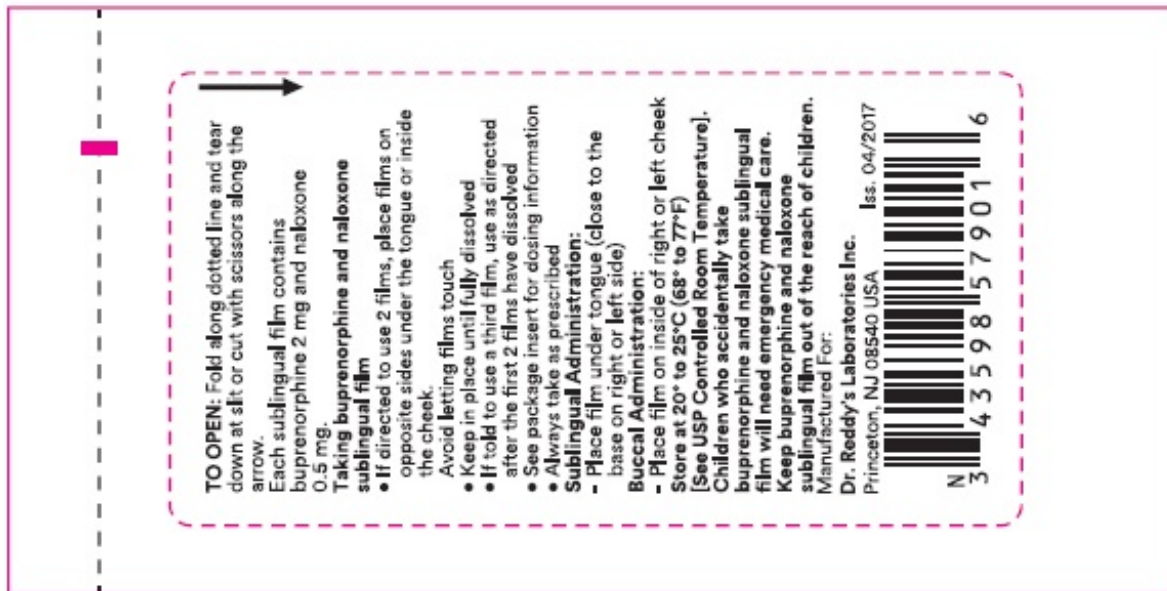 TO OPEN: Fold along dotted line and tear
down at slit or cut with scissors along the
arrow.
Each sublingual film contains
buprenorphine 2 mg and naloxone
0.5 mg.
Taking buprenorphine and naloxone
sublingual film
• If directed to use 2 films, place films on
opposite sides under the tongue or inside
the cheek.
Avoid letting films touch
• Keep in place until fully dissolved
• If told to use a third film, use as directed
after the first 2 films have dissolved
• See package insert for dosing information
• Always take as prescribed
Sublingual Administration:
- Place film under tongue (close to the
base on right or left side)
Buccal Administration:
- Place film on inside of right or left cheek
Store at 20° to 25°C (68° to 77°F)
[See USP Controlled Room Temperature].
Children who accidentally take
buprenorphine and naloxone sublingual
film will need emergency medical care.
Keep buprenorphine and naloxone
sublingual film out of the reach of children.
Manufactured For:
Dr. Reddy's Laboratories Inc.
Princeton, NJ 08540 USA Iss. 04/2017
N
3 43598 57901 6